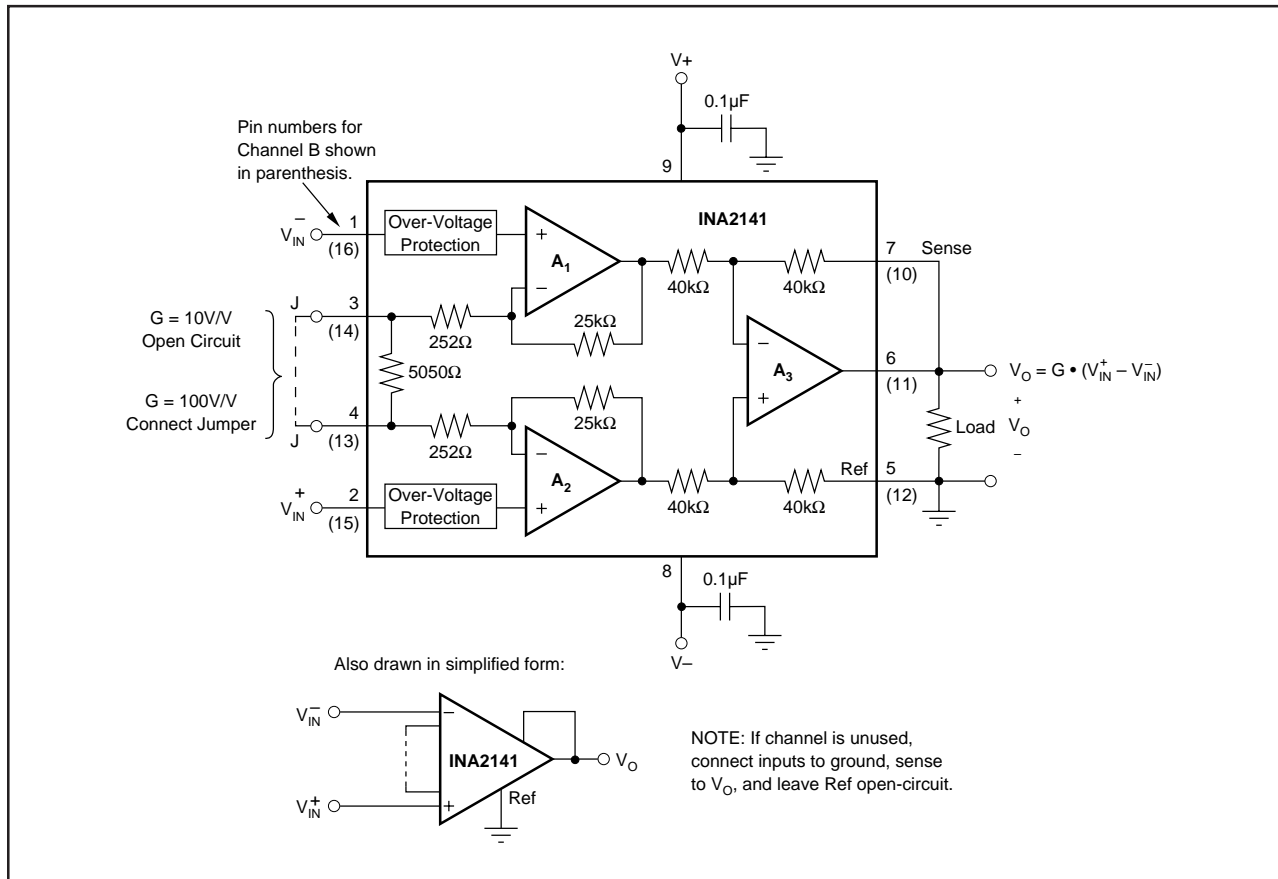 V+
0.1µF
Pin numbers for
Channel B shown
in parenthesis.
9
INA2141
V–IN
1
(16)
Over-Voltage
Protection
+
A1
–
40kΩ
40kΩ
7
Sense
(10)
J
3
(14)
252Ω
25kΩ
G = 10V/V
Open Circuit
5050Ω
–
A3
+
6
(11)
VO = G • (V+IN – V–IN)
G = 100V/V
Connect Jumper
J
4
(13)
252Ω
25kΩ
Load
+
VO
–
–
A2
+
V+IN
2
(15)
Over-Voltage
Protection
40kΩ
40kΩ
Ref
5
(12)
8
0.1µF
V–
Also drawn in simplified form:
V–IN
–
INA2141
VO
V+IN
+
Ref
NOTE: If channel is unused,
connect inputs to ground, sense
to VO, and leave Ref open-circuit.